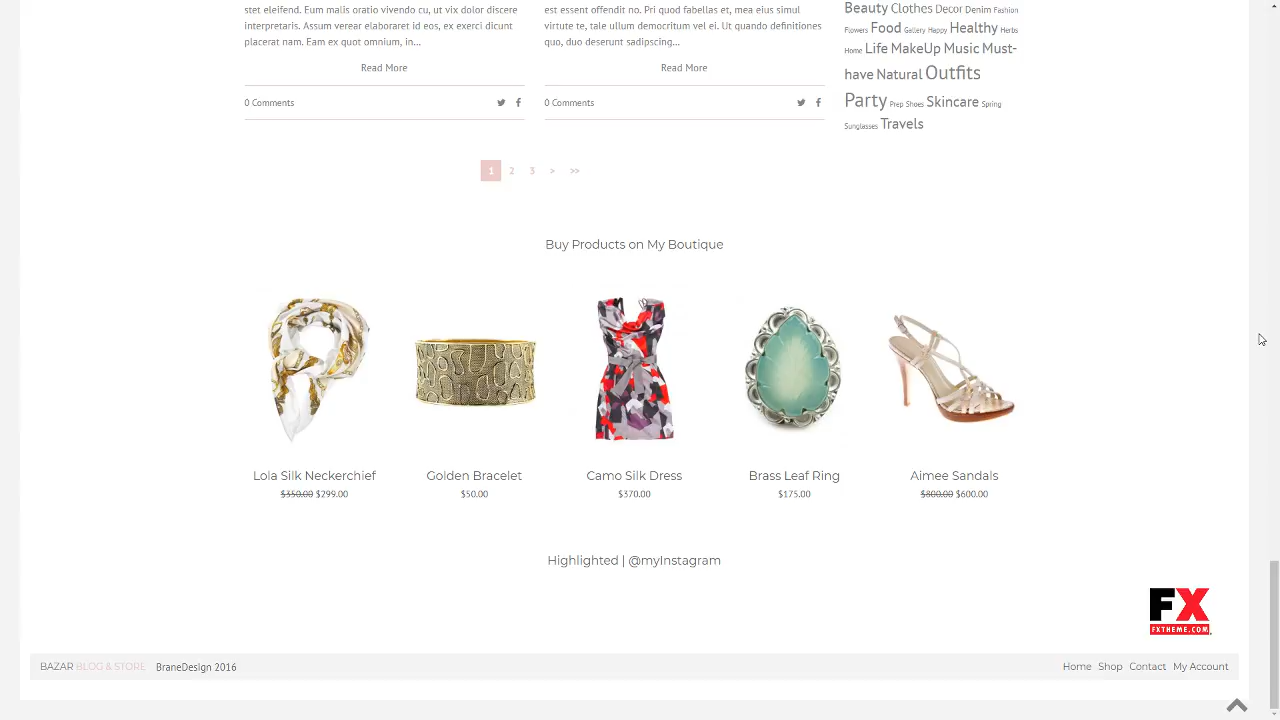 stet eleifend. Eum malis oratio vivendo cu, ut vix dolor discere
interpretaris. Assum verear elaboraret id eos, ex exerci dicunt
placerat nam. Eam ex quot omnium, in...
Read More
0 Comments
est essent offendit no. Pri quod fabellas et, mea eius simul
virtute te, tale ullum democritum vel ei. Ut quando definitiones
quo, duo deserunt sadipscing...
Read More
0 Comments
Beauty Clothes Decor Denim Fashion
Flowers Food Gallery Happy Healthy Herbs
Home Life MakeUp Music Must-
have Natural Outfits
Party Prep Shoes Skincare Spring
Sunglasses Travels
1 2 3 > >>
Buy Products on My Boutique
Lola Silk Neckerchief
$350.00 $299.00
Golden Bracelet
$50.00
Camo Silk Dress
$370.00
Brass Leaf Ring
$175.00
Aimee Sandals
$800.00 $600.00
Highlighted | @myInstagram
FX
FXTHEME.COM
BAZAR BLOG & STORE BraneDesign 2016
Home Shop Contact My Account